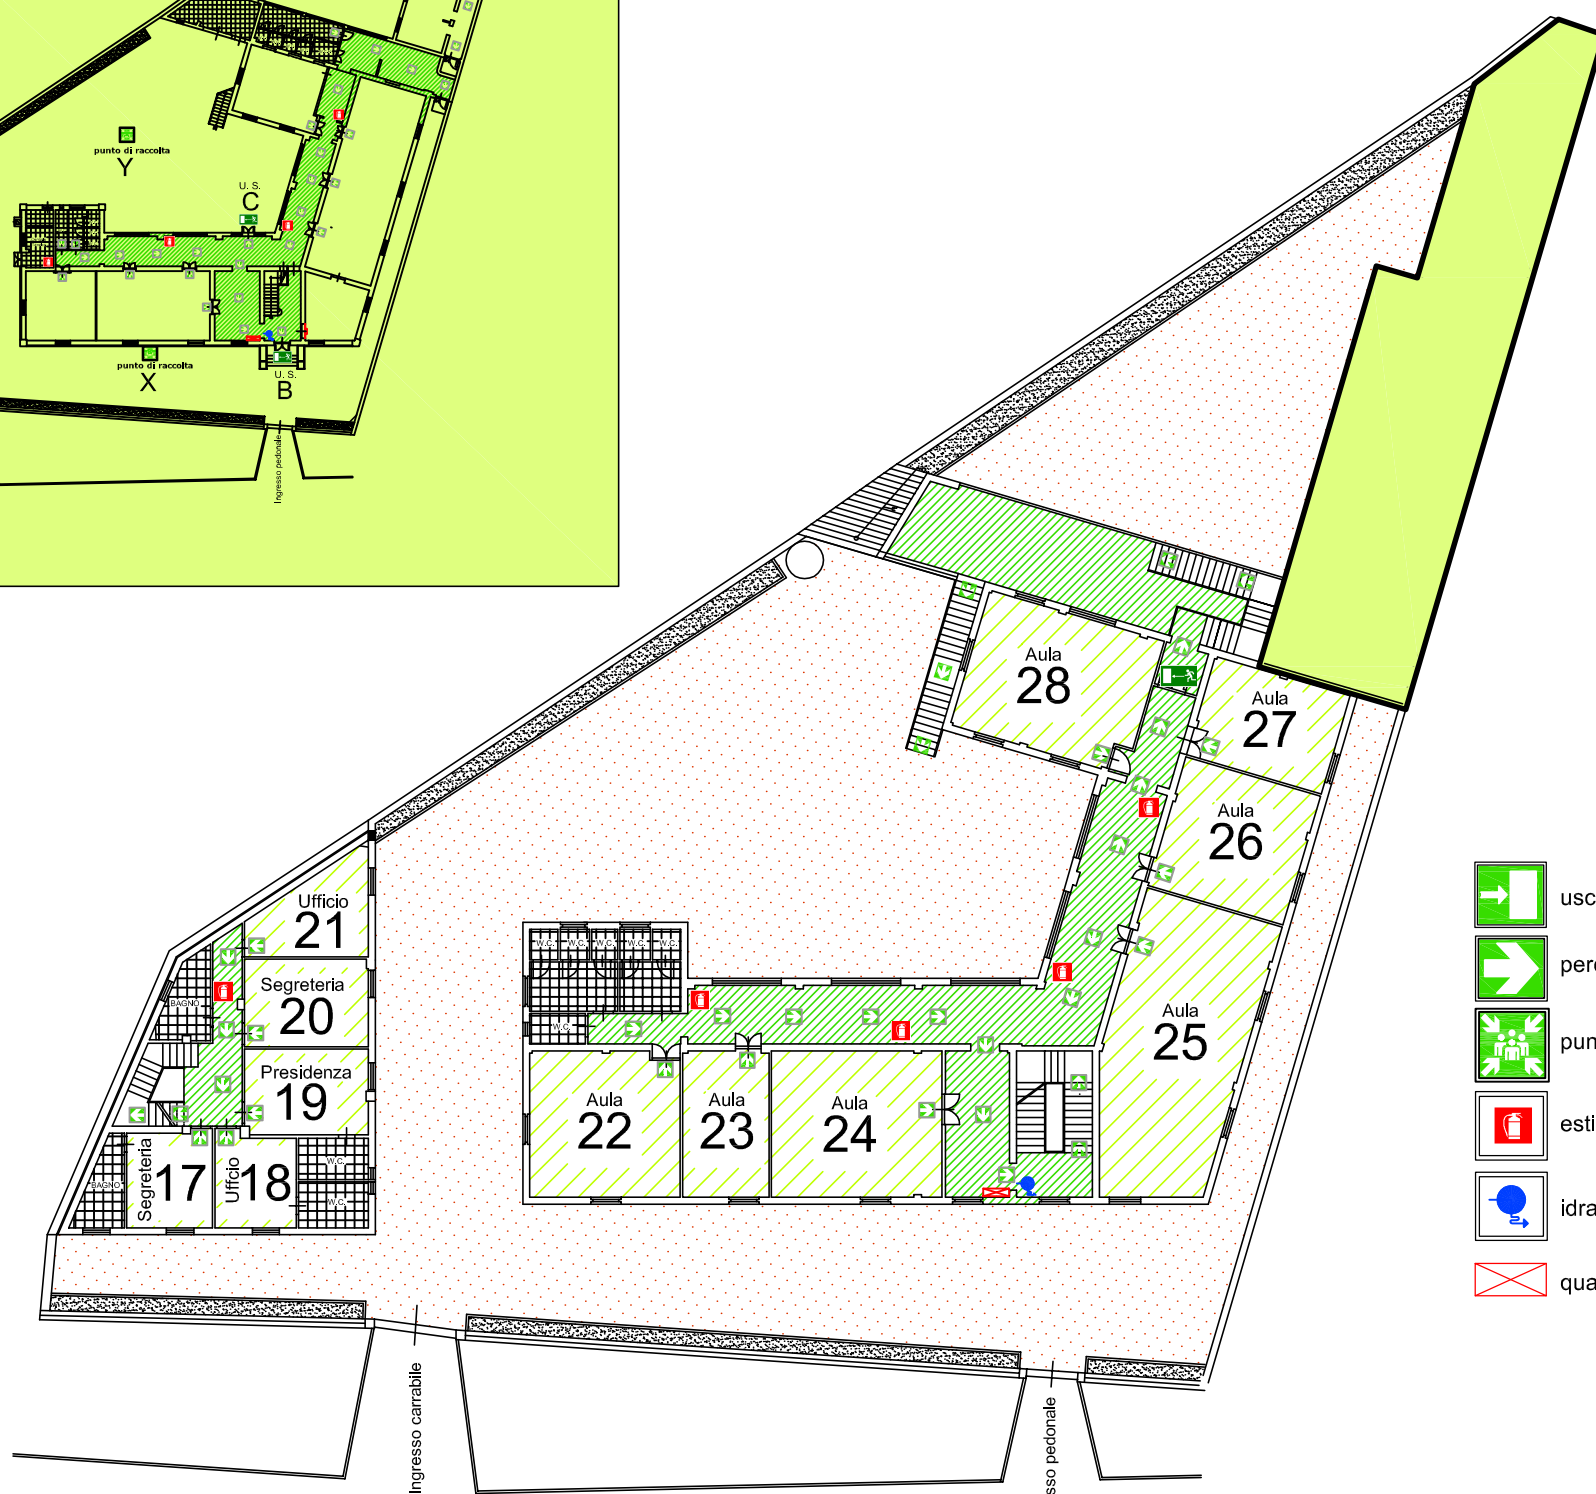 punto di raccolta
Y
U. S.
C
punto di raccolta
X
U. S.
B
Ingresso pedonale
Aula
28
Aula
27
Aula
26
Aula
25
Ufficio
21
Segreteria
20
Presidenza
19
BAGNO
BAGNO
Segreteria
17
Uffcio
18
W.C.
W.C.
W.C.
W.C.
W.C.
W.C.
W.C.
W.C.
Aula
22
Aula
23
Aula
24
Ingresso carrabile
sso pedonale
usc
perc
pun
esti
idra
qua